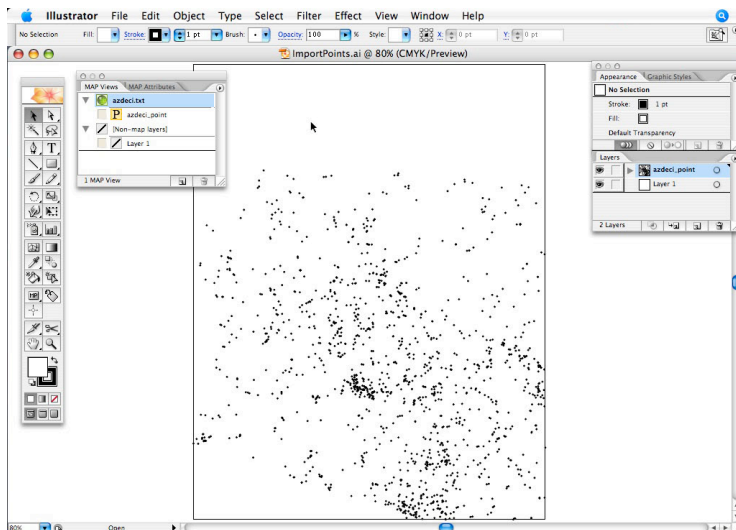 Illustrator File Edit Object Type Select Filter Effect View Window Help
No Selection Fill: Stroke: 1 pt Brush: Opacity: 100 % Style: X: 0 pt Y: 0 pt
ImportPoints.ai @ 80% (CMYK/Preview)
MAP Views MAP Attributes
azdeci.txt
P azdeci_point
[Non-map layers]
Layer 1
1 MAP View
T
Appearance Graphic Styles
No Selection
Stroke: 1 pt
Fill:
Default Transparency
Layers
azdeci_point
Layer 1
2 Layers
80% Open